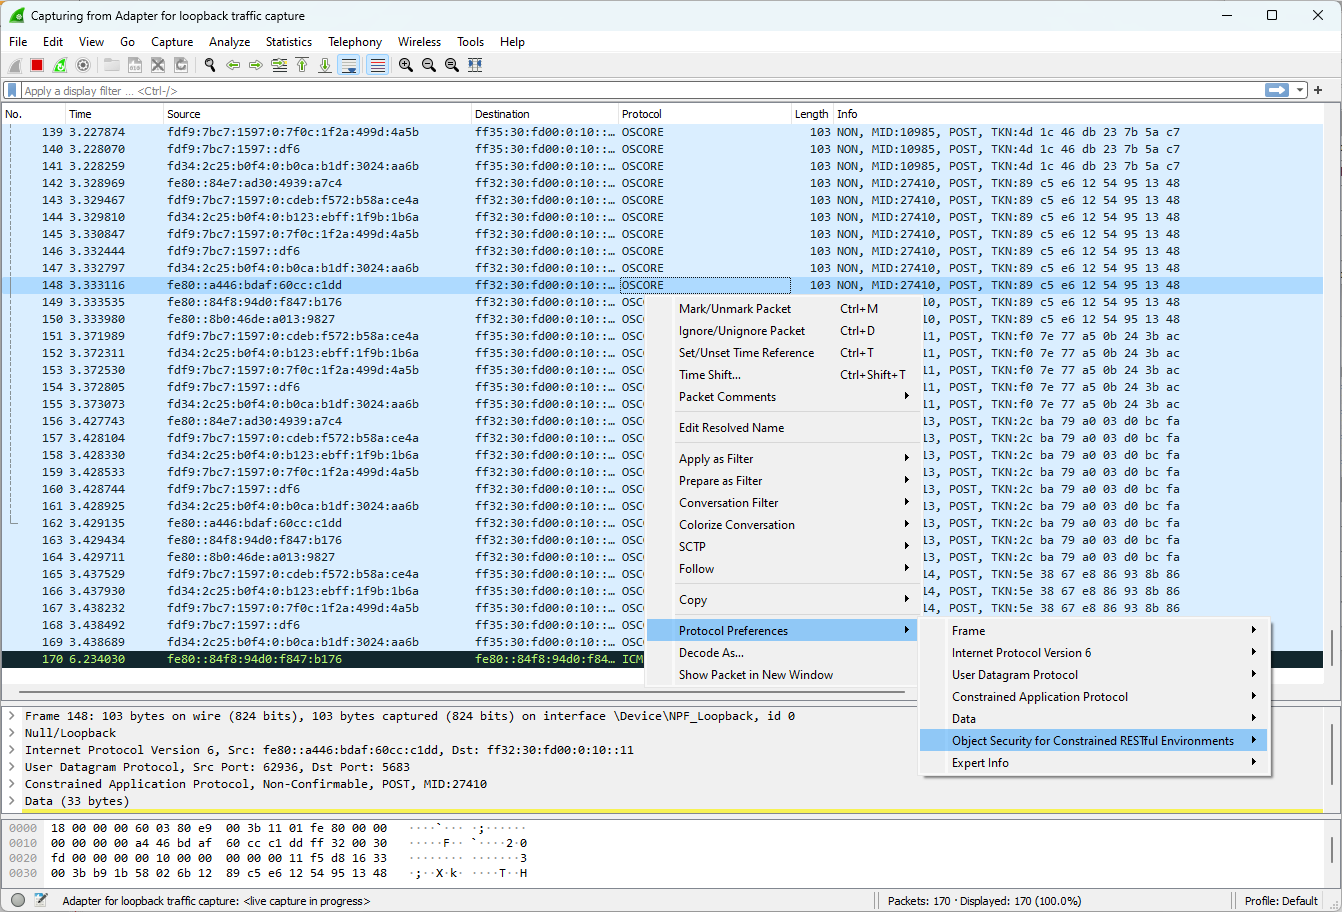 Capturing from Adapter for loopback traffic capture
File Edit View Go Capture Analyze Statistics Telephony Wireless Tools Help
Apply a display filter ... <Ctrl-/>
No. Time Source Destination Protocol Length Info
139 3.227874 fdf9:7bc7:1597:0:7f0c:1f2a:499d:4a5b ff35:30:fd00:0:10::… OSCORE 103 NON, MID:10985, POST, TKN:4d 1c 46 db 23 7b 5a c7
140 3.228070 fdf9:7bc7:1597::df6 ff35:30:fd00:0:10::… OSCORE 103 NON, MID:10985, POST, TKN:4d 1c 46 db 23 7b 5a c7
141 3.228259 fd34:2c25:b0f4:0:b0ca:b1df:3024:aa6b ff35:30:fd00:0:10::… OSCORE 103 NON, MID:10985, POST, TKN:4d 1c 46 db 23 7b 5a c7
142 3.328969 fe80::84e7:ad30:4939:a7c4 ff32:30:fd00:0:10::… OSCORE 103 NON, MID:27410, POST, TKN:89 c5 e6 12 54 95 13 48
143 3.329467 fdf9:7bc7:1597:0:cdeb:f572:b58a:ce4a ff32:30:fd00:0:10::… OSCORE 103 NON, MID:27410, POST, TKN:89 c5 e6 12 54 95 13 48
144 3.329810 fd34:2c25:b0f4:0:b123:ebff:1f9b:1b6a ff32:30:fd00:0:10::… OSCORE 103 NON, MID:27410, POST, TKN:89 c5 e6 12 54 95 13 48
145 3.330847 fdf9:7bc7:1597:0:7f0c:1f2a:499d:4a5b ff32:30:fd00:0:10::… OSCORE 103 NON, MID:27410, POST, TKN:89 c5 e6 12 54 95 13 48
146 3.332444 fdf9:7bc7:1597::df6 ff32:30:fd00:0:10::… OSCORE 103 NON, MID:27410, POST, TKN:89 c5 e6 12 54 95 13 48
147 3.332797 fd34:2c25:b0f4:0:b0ca:b1df:3024:aa6b ff32:30:fd00:0:10::… OSCORE 103 NON, MID:27410, POST, TKN:89 c5 e6 12 54 95 13 48
148 3.333116 fe80::a446:bdaf:60cc:c1dd ff32:30:fd00:0:10::… OSCORE 103 NON, MID:27410, POST, TKN:89 c5 e6 12 54 95 13 48
149 3.333535 fe80::84f8:94d0:f847:b176 ff32:30:fd00:0:10::… OSC 10, POST, TKN:89 c5 e6 12 54 95 13 48
150 3.333980 fe80::8b0:46de:a013:9827 ff32:30:fd00:0:10::… OSC 10, POST, TKN:89 c5 e6 12 54 95 13 48
151 3.371989 fdf9:7bc7:1597:0:cdeb:f572:b58a:ce4a ff35:30:fd00:0:10::… OSC 11, POST, TKN:f0 7e 77 a5 0b 24 3b ac
152 3.372311 fd34:2c25:b0f4:0:b123:ebff:1f9b:1b6a ff35:30:fd00:0:10::… OSC 11, POST, TKN:f0 7e 77 a5 0b 24 3b ac
153 3.372530 fdf9:7bc7:1597:0:7f0c:1f2a:499d:4a5b ff35:30:fd00:0:10::… OSC 11, POST, TKN:f0 7e 77 a5 0b 24 3b ac
154 3.372805 fdf9:7bc7:1597::df6 ff35:30:fd00:0:10::… OSC 11, POST, TKN:f0 7e 77 a5 0b 24 3b ac
155 3.373073 fd34:2c25:b0f4:0:b0ca:b1df:3024:aa6b ff35:30:fd00:0:10::… OSC 11, POST, TKN:f0 7e 77 a5 0b 24 3b ac
156 3.427743 fe80::84e7:ad30:4939:a7c4 ff32:30:fd00:0:10::… OSC 13, POST, TKN:2c ba 79 a0 03 d0 bc fa
157 3.428104 fdf9:7bc7:1597:0:cdeb:f572:b58a:ce4a ff32:30:fd00:0:10::… OSC 13, POST, TKN:2c ba 79 a0 03 d0 bc fa
158 3.428330 fd34:2c25:b0f4:0:b123:ebff:1f9b:1b6a ff32:30:fd00:0:10::… OSC 13, POST, TKN:2c ba 79 a0 03 d0 bc fa
159 3.428533 fdf9:7bc7:1597:0:7f0c:1f2a:499d:4a5b ff32:30:fd00:0:10::… OSC 13, POST, TKN:2c ba 79 a0 03 d0 bc fa
160 3.428744 fdf9:7bc7:1597::df6 ff32:30:fd00:0:10::… OSC 13, POST, TKN:2c ba 79 a0 03 d0 bc fa
161 3.428925 fd34:2c25:b0f4:0:b0ca:b1df:3024:aa6b ff32:30:fd00:0:10::… OSC 13, POST, TKN:2c ba 79 a0 03 d0 bc fa
162 3.429135 fe80::a446:bdaf:60cc:c1dd ff32:30:fd00:0:10::… OSC 13, POST, TKN:2c ba 79 a0 03 d0 bc fa
163 3.429434 fe80::84f8:94d0:f847:b176 ff32:30:fd00:0:10::… OSC 13, POST, TKN:2c ba 79 a0 03 d0 bc fa
164 3.429711 fe80::8b0:46de:a013:9827 ff32:30:fd00:0:10::… OSC 13, POST, TKN:2c ba 79 a0 03 d0 bc fa
165 3.437529 fdf9:7bc7:1597:0:cdeb:f572:b58a:ce4a ff35:30:fd00:0:10::… OSC 14, POST, TKN:5e 38 67 e8 86 93 8b 86
166 3.437930 fd34:2c25:b0f4:0:b123:ebff:1f9b:1b6a ff35:30:fd00:0:10::… OSC 14, POST, TKN:5e 38 67 e8 86 93 8b 86
167 3.438232 fdf9:7bc7:1597:0:7f0c:1f2a:499d:4a5b ff35:30:fd00:0:10::… OSC 14, POST, TKN:5e 38 67 e8 86 93 8b 86
168 3.438492 fdf9:7bc7:1597::df6 ff35:30:fd00:0:10::… OSC
169 3.438689 fd34:2c25:b0f4:0:b0ca:b1df:3024:aa6b ff35:30:fd00:0:10::… OSC
170 6.234030 fe80::84f8:94d0:f847:b176 fe80::84f8:94d0:f84… ICM
Mark/Unmark Packet Ctrl+M
Ignore/Unignore Packet Ctrl+D
Set/Unset Time Reference Ctrl+T
Time Shift... Ctrl+Shift+T
Packet Comments
Edit Resolved Name
Apply as Filter
Prepare as Filter
Conversation Filter
Colorize Conversation
SCTP
Follow
Copy
Protocol Preferences
Decode As...
Show Packet in New Window
Frame
Internet Protocol Version 6
User Datagram Protocol
Constrained Application Protocol
Data
Object Security for Constrained RESTful Environments
Expert Info
Frame 148: 103 bytes on wire (824 bits), 103 bytes captured (824 bits) on interface \Device\NPF_Loopback, id 0
Null/Loopback
Internet Protocol Version 6, Src: fe80::a446:bdaf:60cc:c1dd, Dst: ff32:30:fd00:0:10::11
User Datagram Protocol, Src Port: 62936, Dst Port: 5683
Constrained Application Protocol, Non-Confirmable, POST, MID:27410
Data (33 bytes)
0000 18 00 00 00 60 03 80 e9 00 3b 11 01 fe 80 00 00 ····`··· ·;······
0010 00 00 00 00 a4 46 bd af 60 cc c1 dd ff 32 00 30 ·····F·· `····2·0
0020 fd 00 00 00 00 10 00 00 00 00 00 11 f5 d8 16 33 ········ ·······3
0030 00 3b b9 1b 58 02 6b 12 89 c5 e6 12 54 95 13 48 ·;··X·k· ····T··H
Adapter for loopback traffic capture: <live capture in progress>
Packets: 170 · Displayed: 170 (100.0%)
Profile: Default